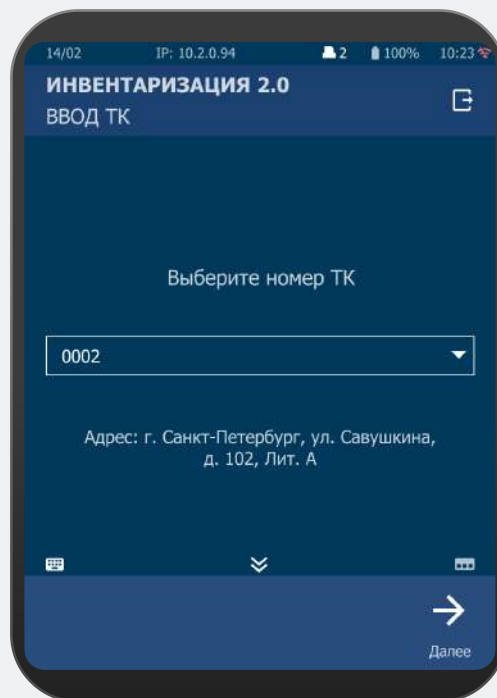 14/02 IP: 10.2.0.94 2 100% 10:23
ИНВЕНТАРИЗАЦИЯ 2.0
ВВОД ТК
Выберите номер ТК
0002
Адрес: г. Санкт-Петербург, ул. Савушкина,
д. 102, Лит. А
Далее